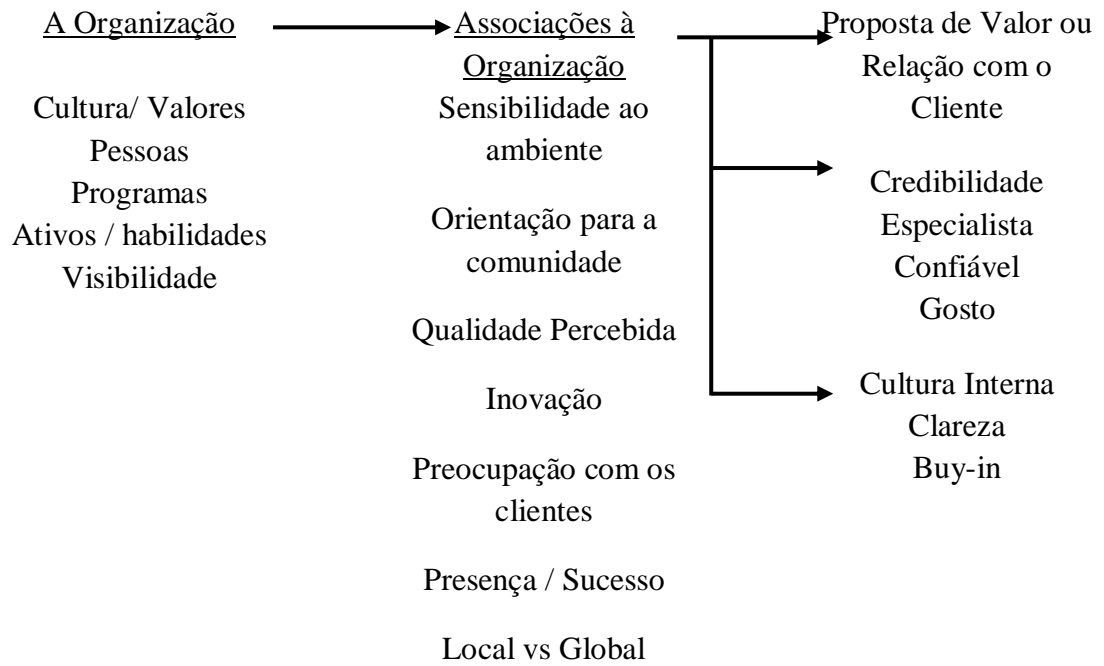 A Organização
Cultura/ Valores
Pessoas
Programas
Ativos / habilidades
Visibilidade
Associações à
Organização
Sensibilidade ao
ambiente
Orientação para a
comunidade
Qualidade Percebida
Inovação
Preocupação com os
clientes
Presença / Sucesso
Local vs Global
Proposta de Valor ou
Relação com o
Cliente
Credibilidade
Especialista
Confiável
Gosto
Cultura Interna
Clareza
Buy-in